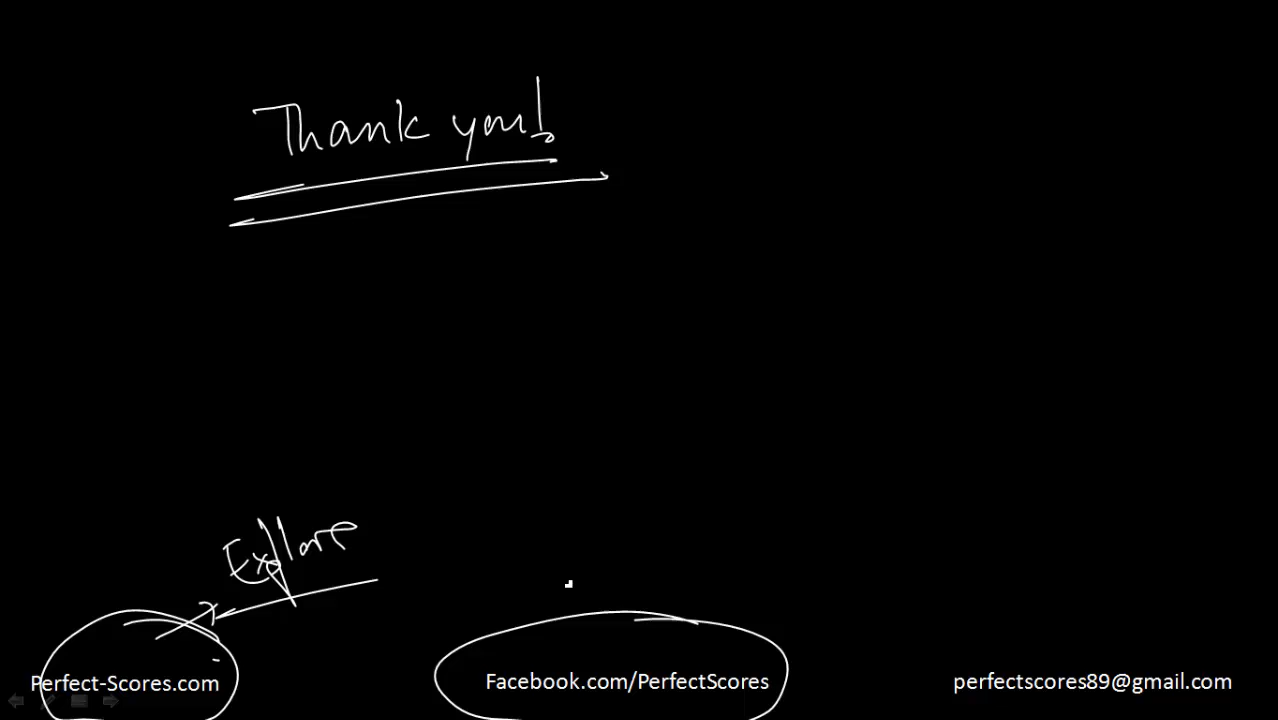 Thank you!
Explore
Perfect-Scores.com
Facebook.com/PerfectScores
perfectscores89@gmail.com